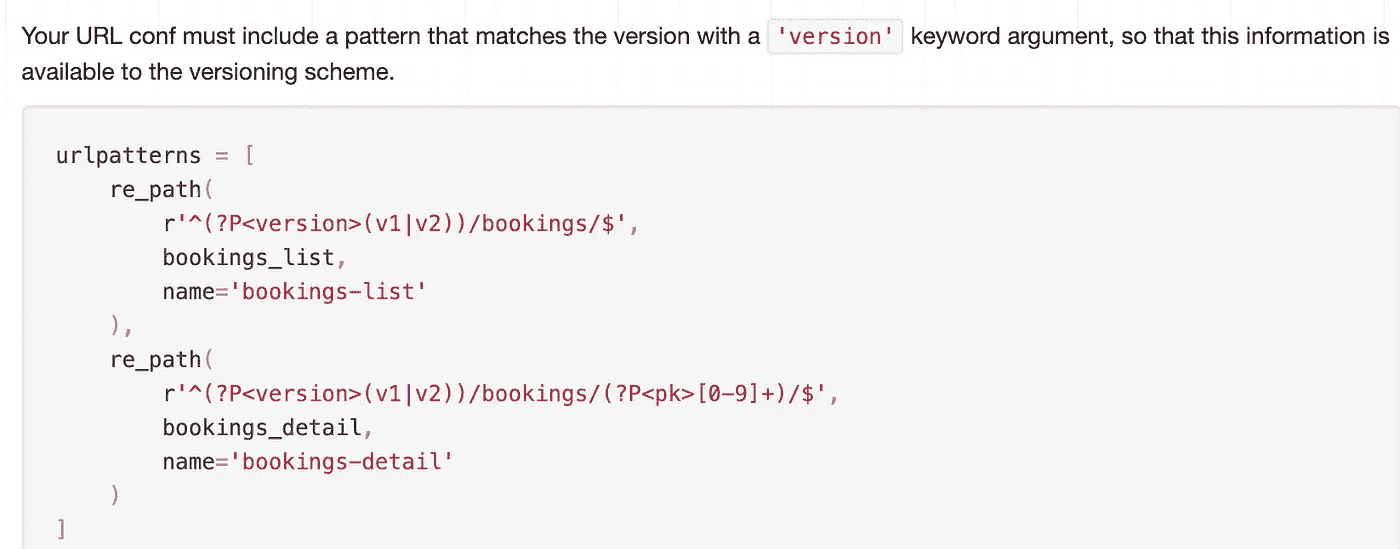 Your URL conf must include a pattern that matches the version with a 'version' keyword argument, so that this information is
available to the versioning scheme.
urlpatterns = [
    re_path(
        r'^(?P<version>(v1|v2))/bookings/$',
        bookings_list,
        name='bookings-list'
    ),
    re_path(
        r'^(?P<version>(v1|v2))/bookings/(?P<pk>[0-9]+)/$',
        bookings_detail,
        name='bookings-detail'
    )
]